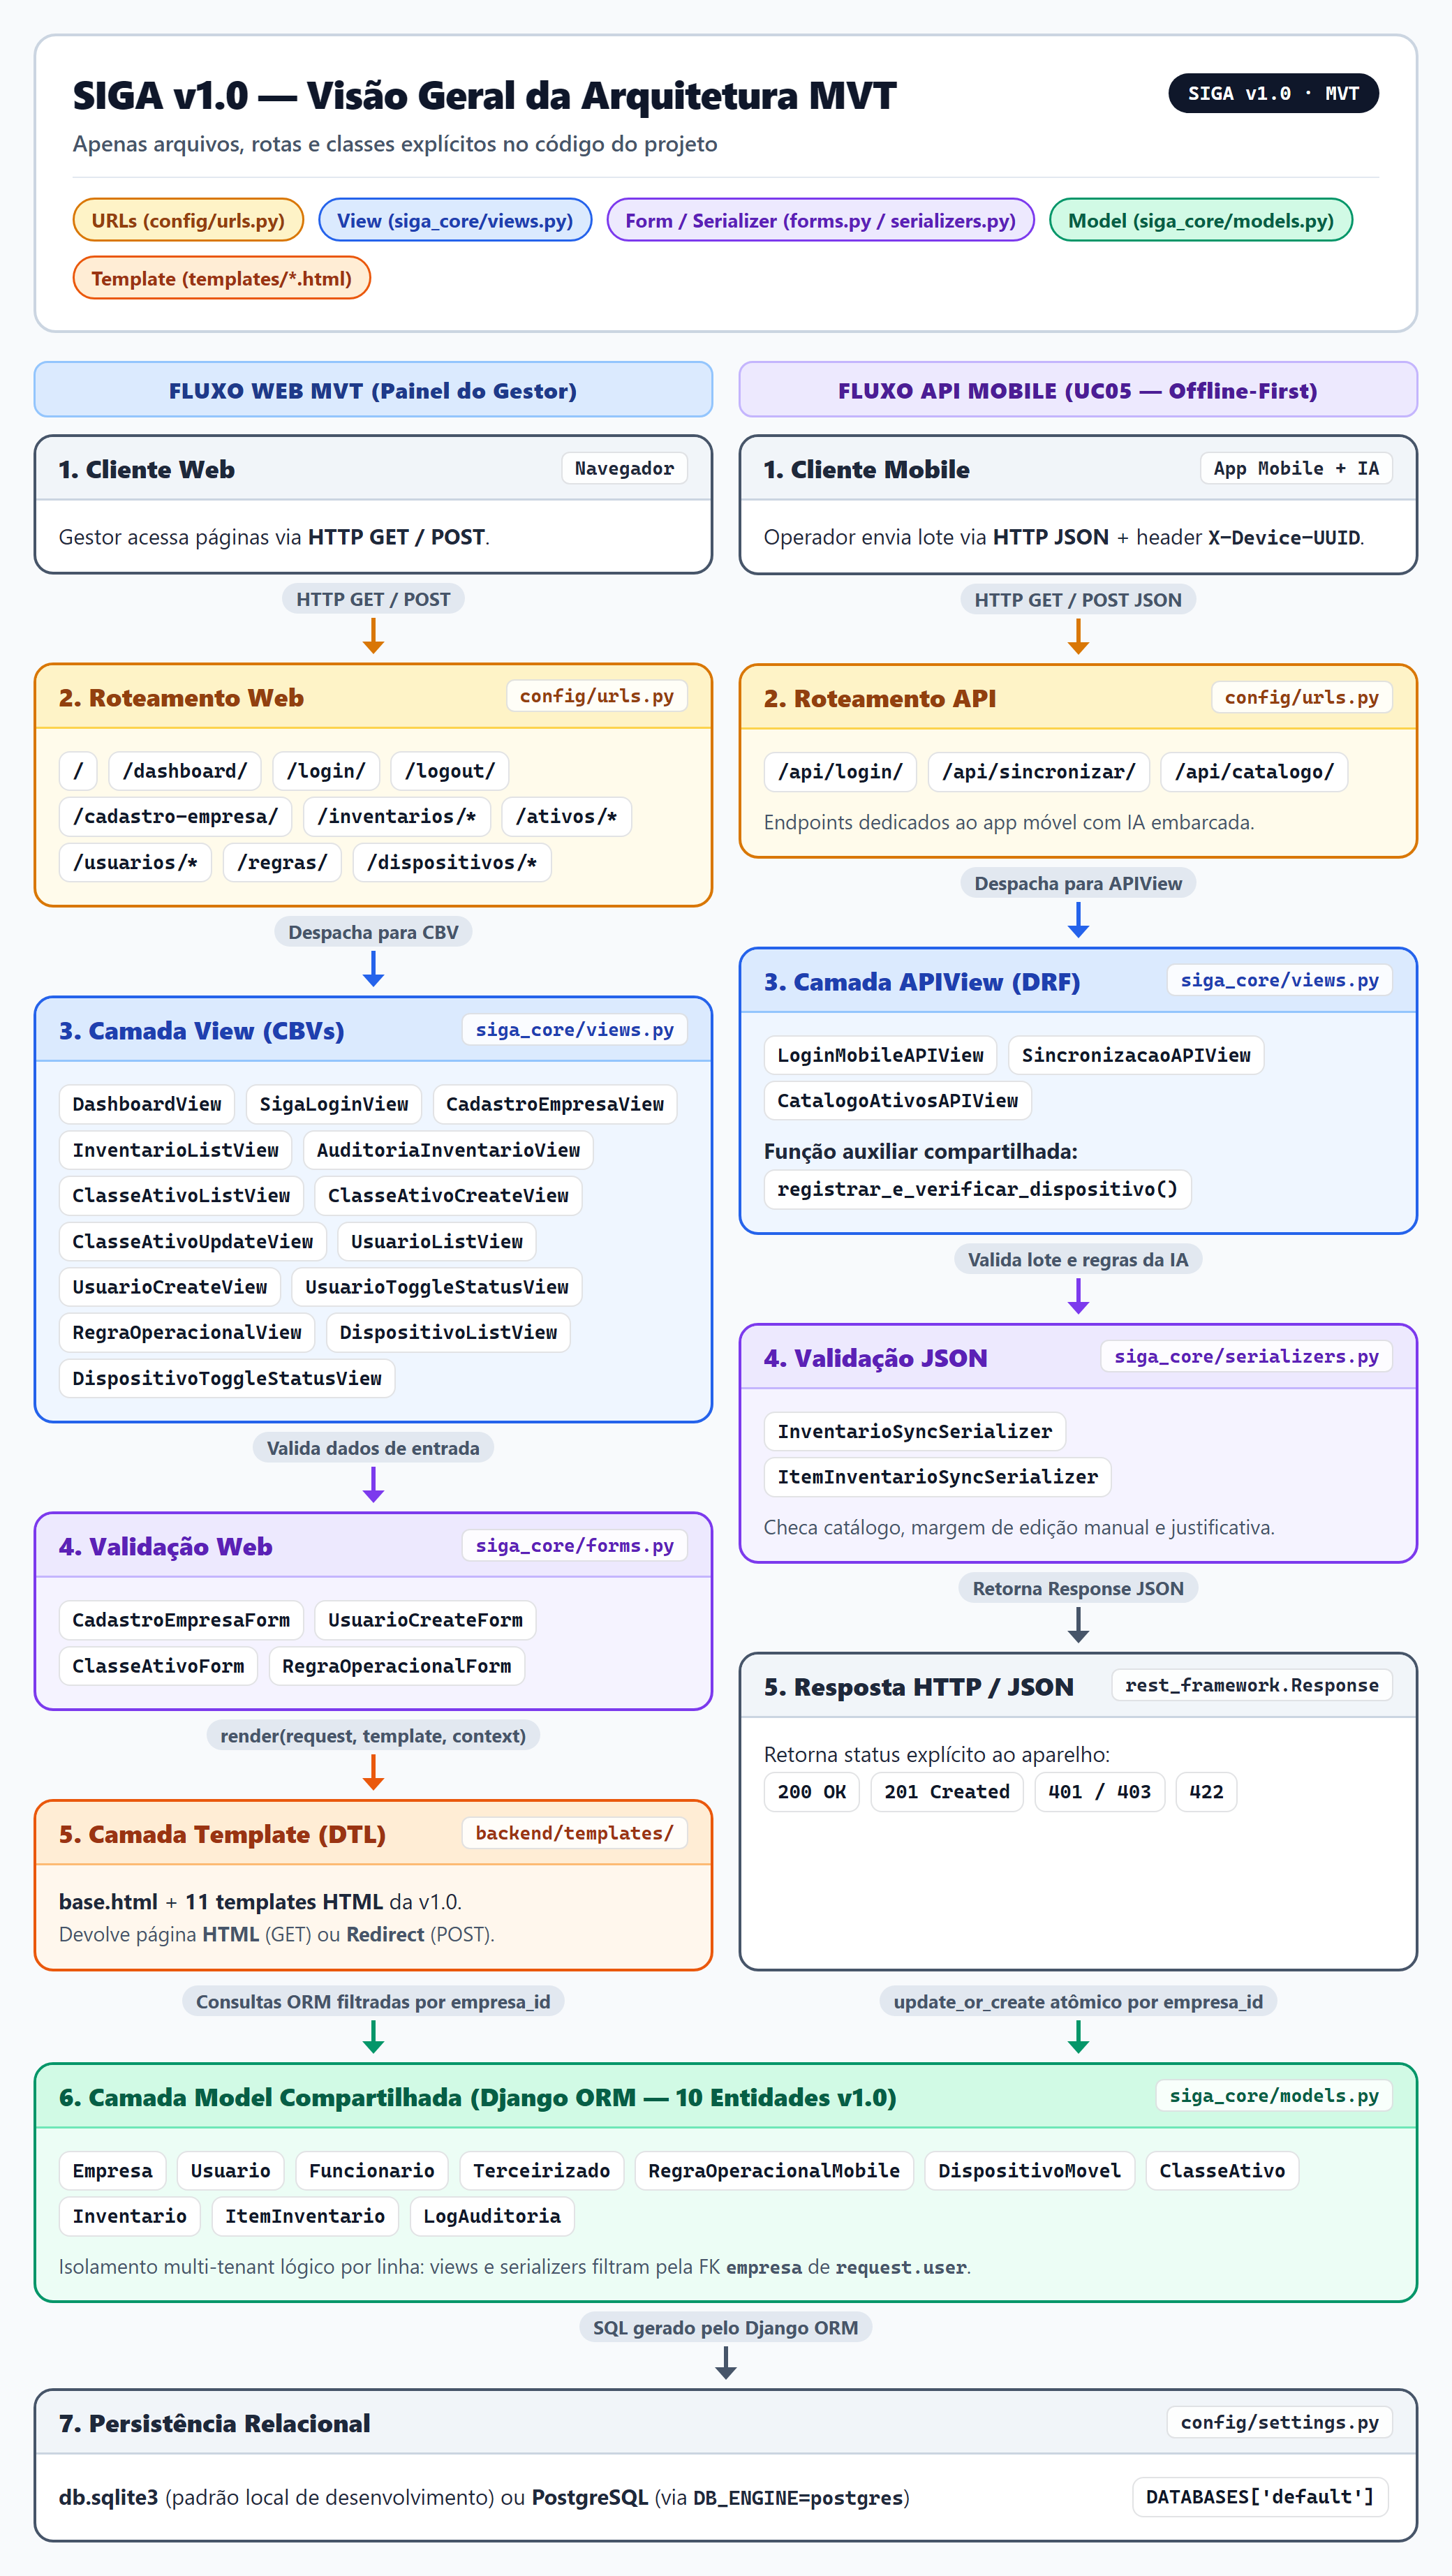 SIGA v1.0 — Visão Geral da Arquitetura MVT
SIGA v1.0 · MVT
Apenas arquivos, rotas e classes explícitos no código do projeto
URLs (config/urls.py) View (siga_core/views.py) Form / Serializer (forms.py / serializers.py) Model (siga_core/models.py)
Template (templates/*.html)
FLUXO WEB MVT (Painel do Gestor)
1. Cliente Web Navegador
Gestor acessa páginas via HTTP GET / POST.
HTTP GET / POST
2. Roteamento Web config/urls.py
/ /dashboard/ /login/ /logout/
/cadastro-empresa/ /inventarios/* /ativos/*
/usuarios/* /regras/ /dispositivos/*
Despacha para CBV
3. Camada View (CBVs) siga_core/views.py
DashboardView SigaLoginView CadastroEmpresaView
InventarioListView AuditoriaInventarioView
ClasseAtivoListView ClasseAtivoCreateView
ClasseAtivoUpdateView UsuarioListView
UsuarioCreateView UsuarioToggleStatusView
RegraOperacionalView DispositivoListView
DispositivoToggleStatusView
Valida dados de entrada
4. Validação Web siga_core/forms.py
CadastroEmpresaForm UsuarioCreateForm
ClasseAtivoForm RegraOperacionalForm
render(request, template, context)
5. Camada Template (DTL) backend/templates/
base.html + 11 templates HTML da v1.0.
Devolve página HTML (GET) ou Redirect (POST).
Consultas ORM filtradas por empresa_id
FLUXO API MOBILE (UC05 — Offline-First)
1. Cliente Mobile App Mobile + IA
Operador envia lote via HTTP JSON + header X-Device-UUID.
HTTP GET / POST JSON
2. Roteamento API config/urls.py
/api/login/ /api/sincronizar/ /api/catalogo/
Endpoints dedicados ao app móvel com IA embarcada.
Despacha para APIView
3. Camada APIView (DRF) siga_core/views.py
LoginMobileAPIView SincronizacaoAPIView
CatalogoAtivosAPIView
Função auxiliar compartilhada:
registrar_e_verificar_dispositivo()
Valida lote e regras da IA
4. Validação JSON siga_core/serializers.py
InventarioSyncSerializer
ItemInventarioSyncSerializer
Checa catálogo, margem de edição manual e justificativa.
Retorna Response JSON
5. Resposta HTTP / JSON rest_framework.Response
Retorna status explícito ao aparelho:
200 OK 201 Created 401 / 403 422
update_or_create atômico por empresa_id
6. Camada Model Compartilhada (Django ORM — 10 Entidades v1.0) siga_core/models.py
Empresa Usuario Funcionario Terceirizado RegraOperacionalMobile DispositivoMovel ClasseAtivo
Inventario ItemInventario LogAuditoria
Isolamento multi-tenant lógico por linha: views e serializers filtram pela FK empresa de request.user.
SQL gerado pelo Django ORM
7. Persistência Relacional config/settings.py
db.sqlite3 (padrão local de desenvolvimento) ou PostgreSQL (via DB_ENGINE=postgres) DATABASES['default']